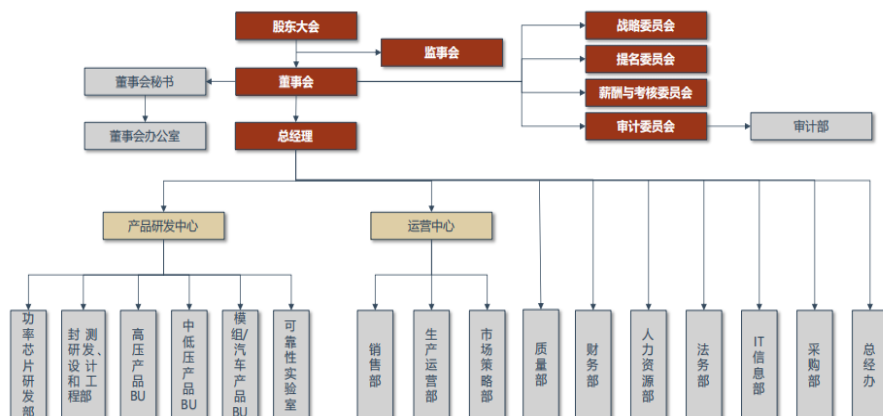 股东大会
监事会
战略委员会
提名委员会
董事会秘书
董事会
薪酬与考核委员会
董事会办公室
总经理
审计委员会
审计部
产品研发中心
运营中心
功率芯片研发部
封测研发、设计和工程部
高压产品BU
中低压产品BU
模组/汽车产品BU
可靠性实验室
销售部
生产运营部
市场策略部
质量部
财务部
人力资源部
法务部
IT信息部
采购部
总经办